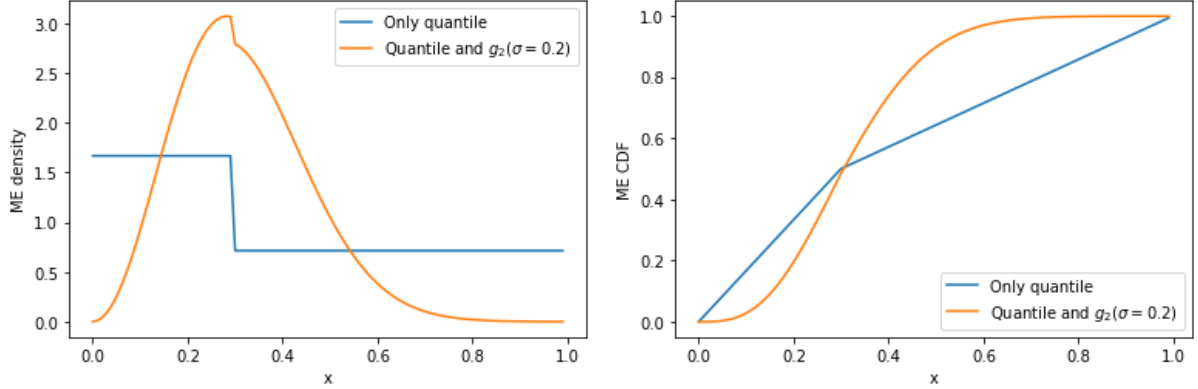 ME density
3.0
2.5
2.0
1.5
1.0
0.5
0.0
Only quantile
Quantile and g₂(σ = 0.2)
0.0 0.2 0.4 0.6 0.8 1.0
x
ME CDF
1.0
0.8
0.6
0.4
0.2
0.0
Only quantile
Quantile and g₂(σ = 0.2)
0.0 0.2 0.4 0.6 0.8 1.0
x